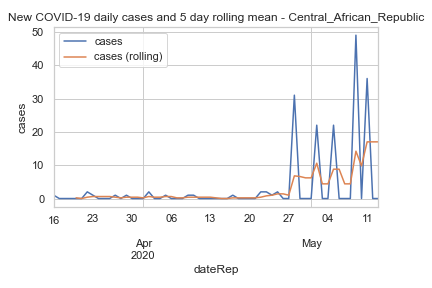 New COVID-19 daily cases and 5 day rolling mean - Central_African_Republic
cases
cases (rolling)
50
40
30
20
10
0
cases
16 23 30 06 13 20 27 04 11
Apr May
2020
dateRep